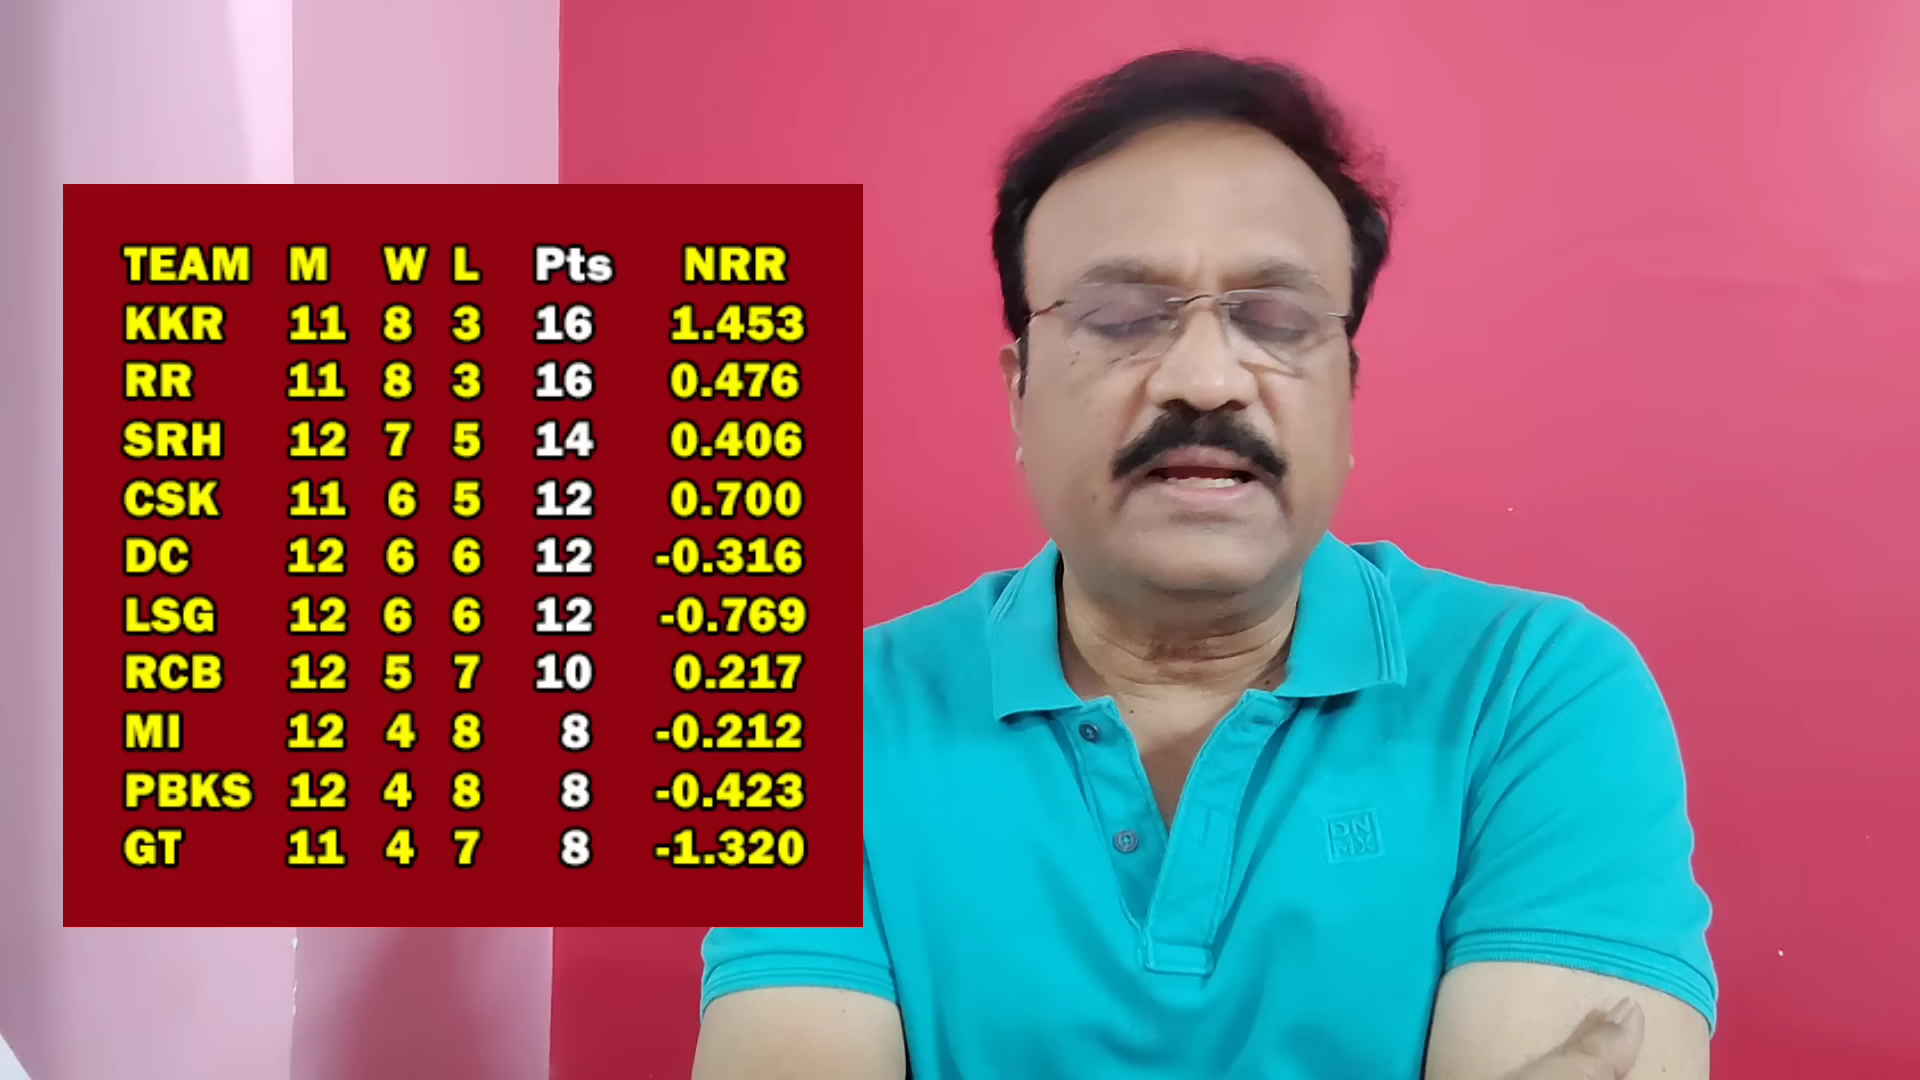 TEAM M W L Pts NRR
KKR 11 8 3 16 1.453
RR 11 8 3 16 0.476
SRH 12 7 5 14 0.406
CSK 11 6 5 12 0.700
DC 12 6 6 12 -0.316
LSG 12 6 6 12 -0.769
RCB 12 5 7 10 0.217
MI 12 4 8 8 -0.212
PBKS 12 4 8 8 -0.423
GT 11 4 7 8 -1.320
DN
MX